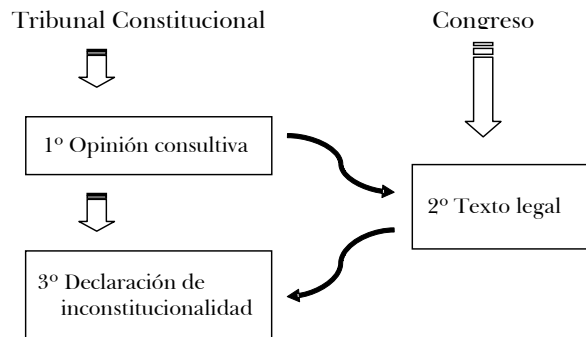 Tribunal Constitucional
Congreso
1º Opinión consultiva
2º Texto legal
3º Declaración de
inconstitucionalidad